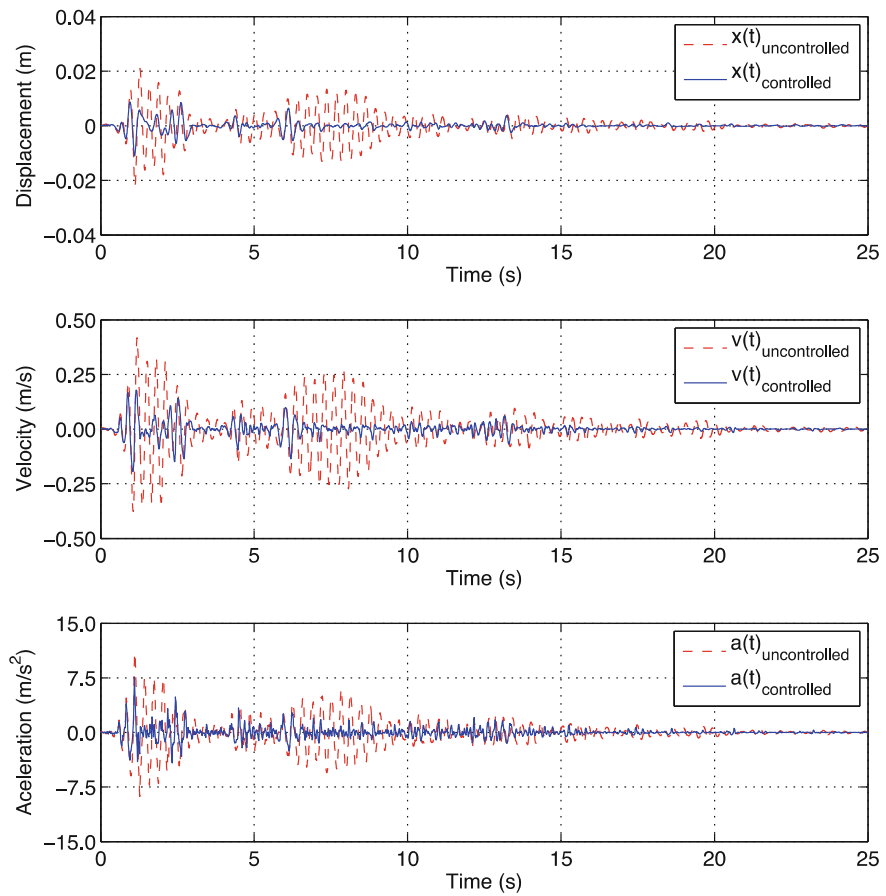 0.04
0.02
0
−0.02
−0.04
Displacement (m)
x(t)uncontrolled
x(t)controlled
0 5 10 15 20 25
Time (s)
0.50
0.25
0.00
−0.25
−0.50
Velocity (m/s)
v(t)uncontrolled
v(t)controlled
0 5 10 15 20 25
Time (s)
15.0
7.5
0.0
−7.5
−15.0
Aceleration (m/s²)
a(t)uncontrolled
a(t)controlled
0 5 10 15 20 25
Time (s)